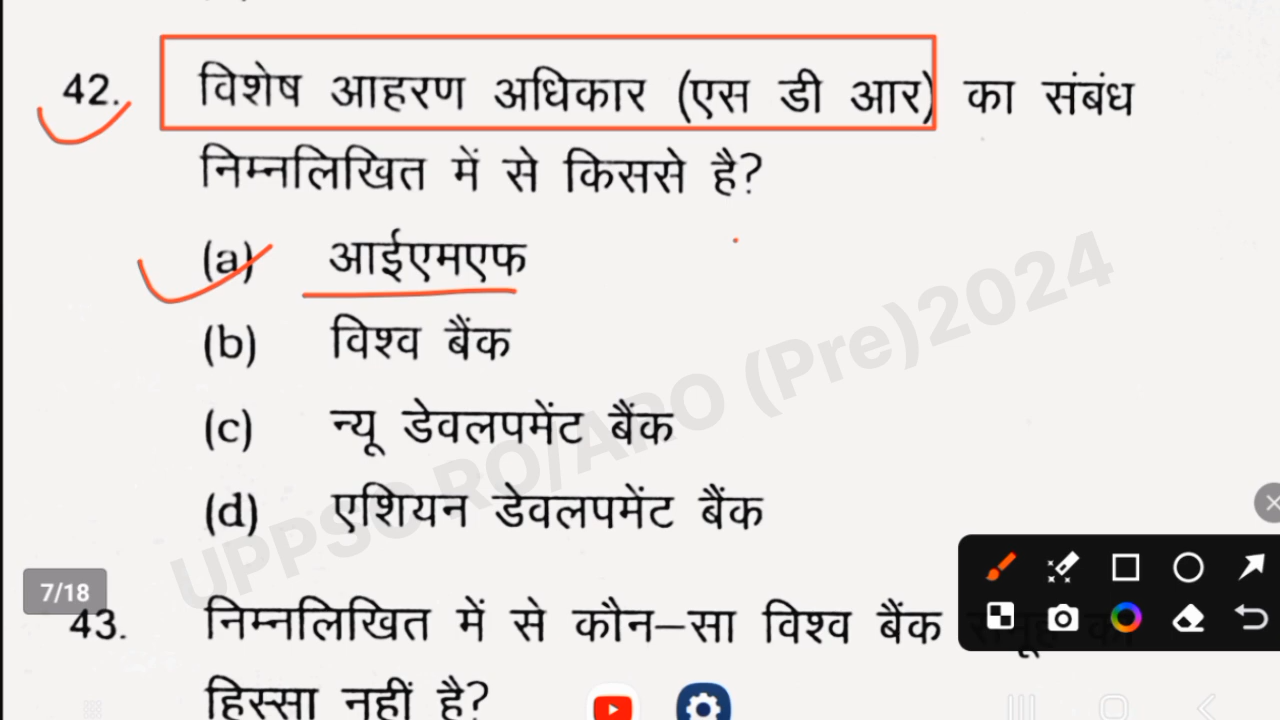 42. विशेष आहरण अधिकार (एस डी आर) का संबंध
निम्नलिखित में से किससे है?
(a) आईएमएफ
(b) विश्व बैंक
(c) न्यू डेवलपमेंट बैंक
(d) एशियन डेवलपमेंट बैंक
UPPSC RO/ARO (Pre)2024
7/18
43. निम्नलिखित में से कौन–सा विश्व बैंक
हिस्सा नहीं है?